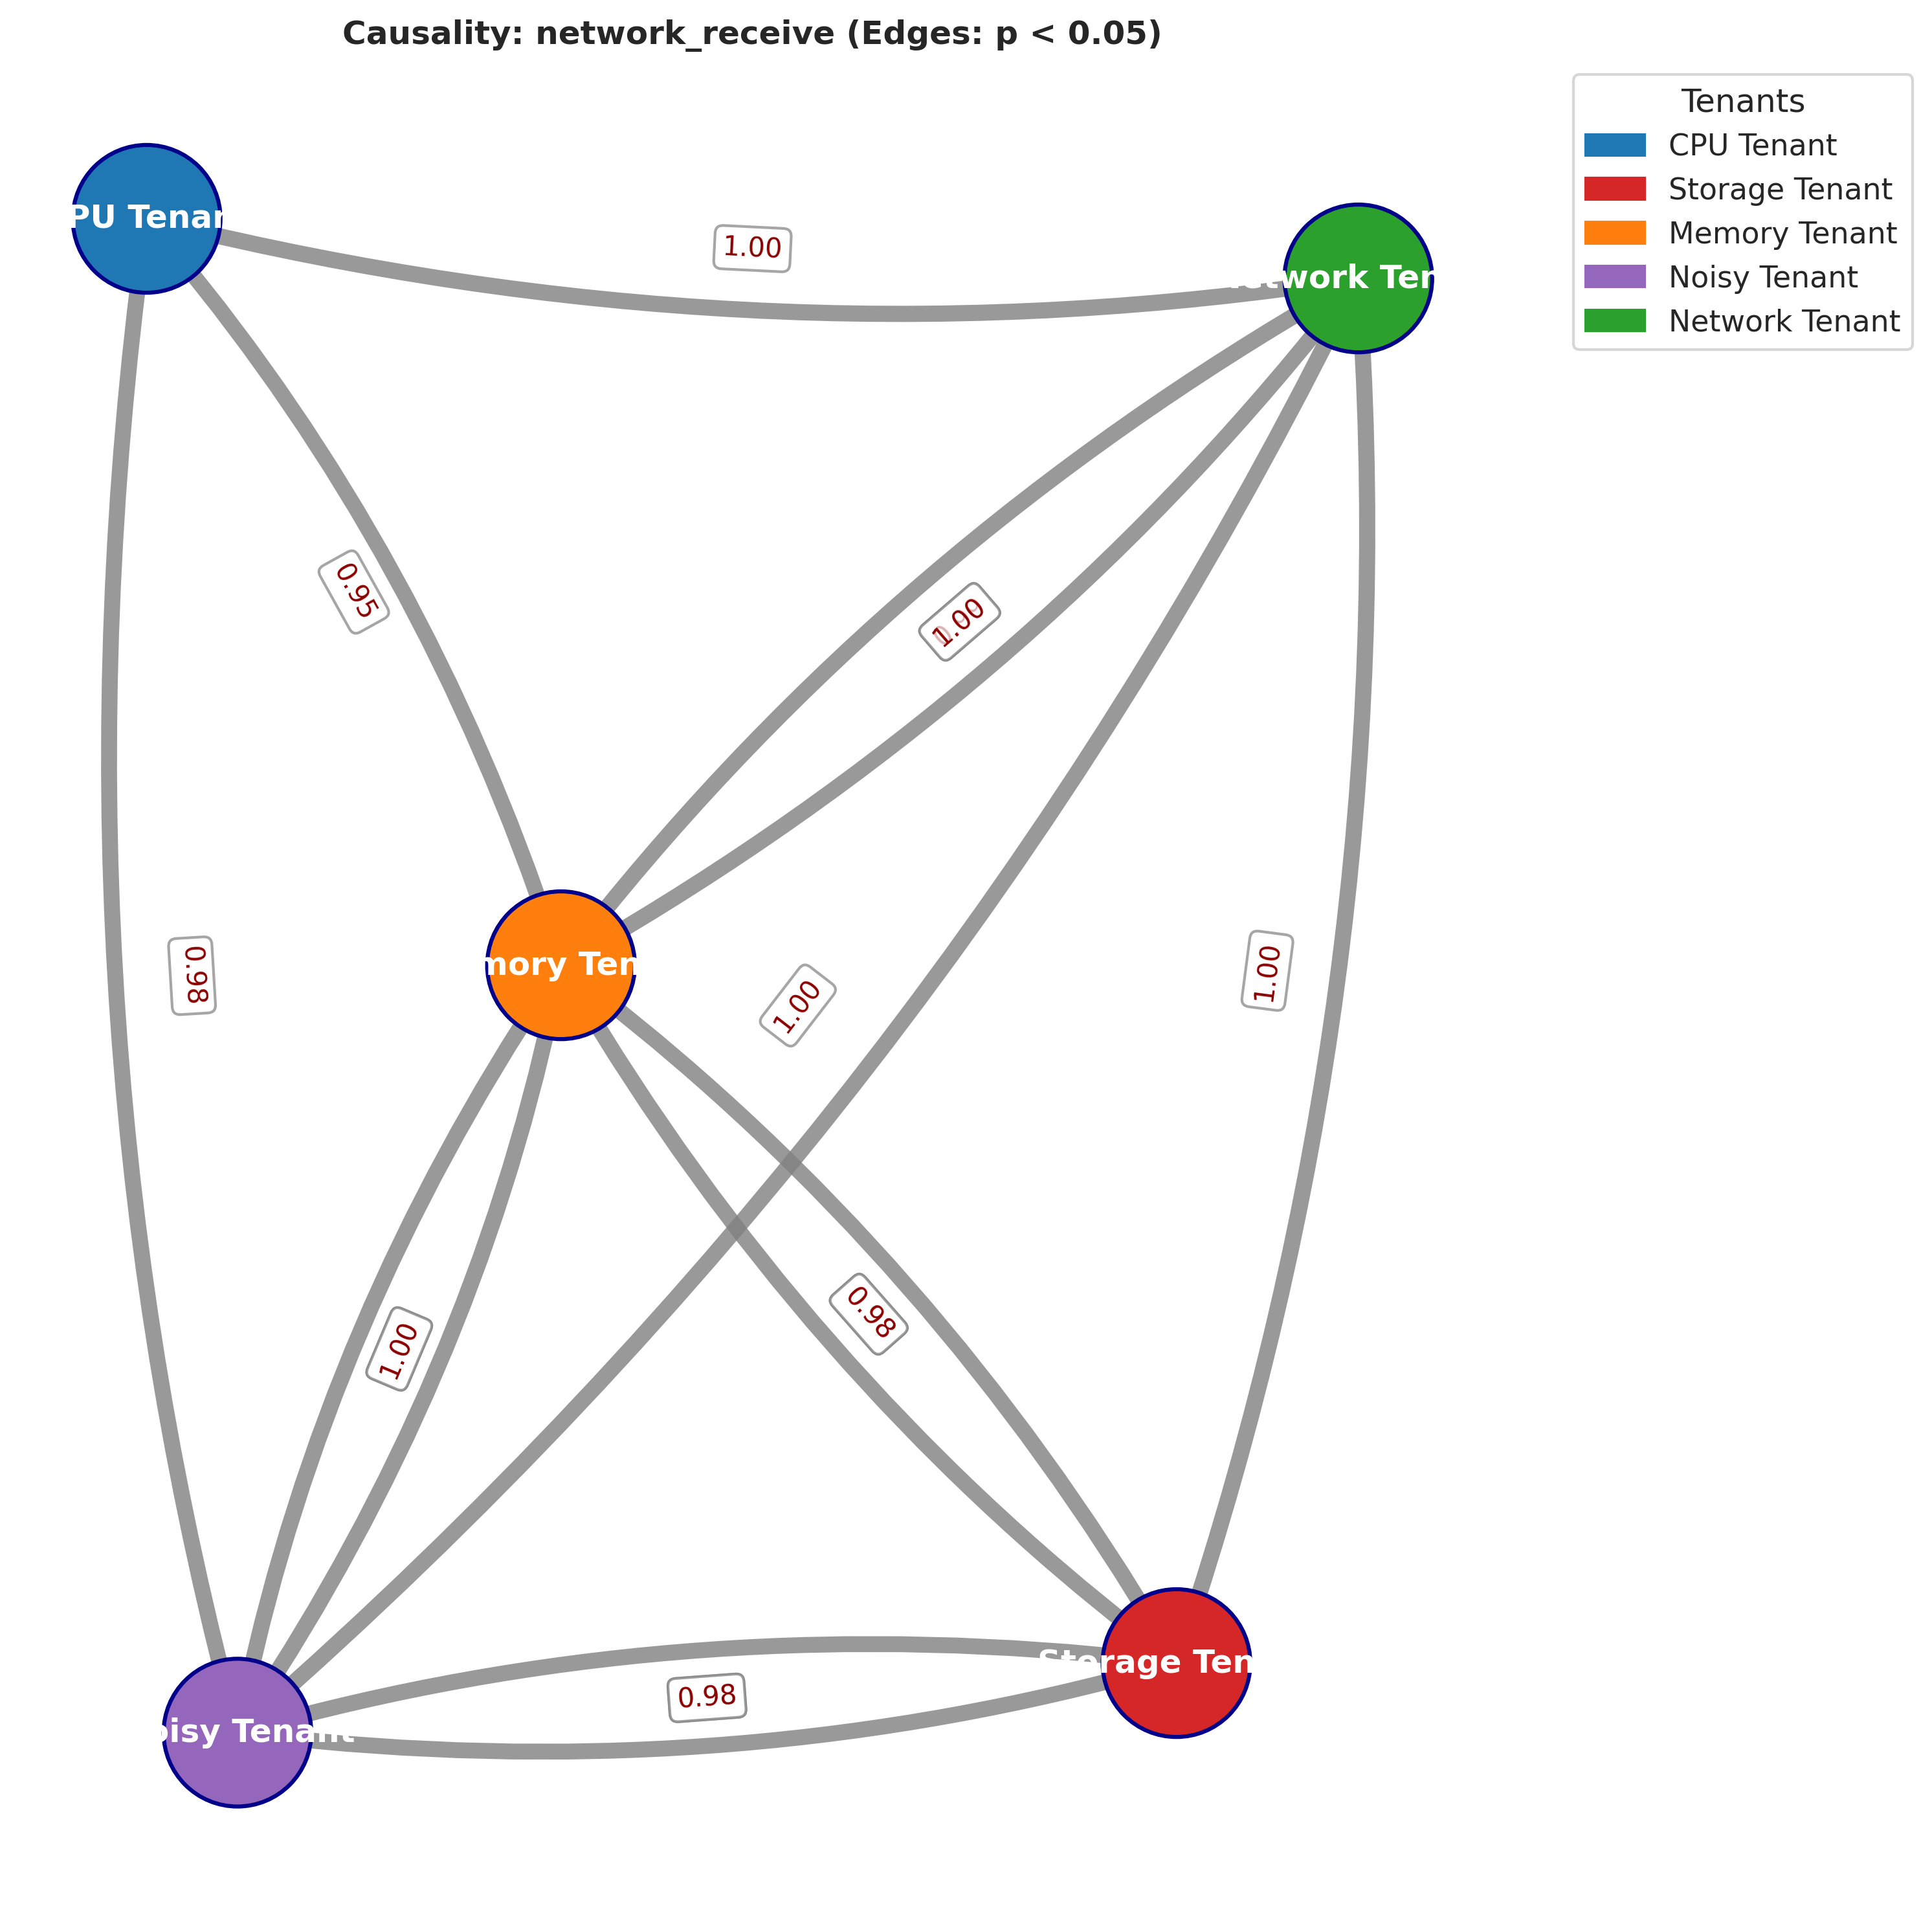 Causality: network_receive (Edges: p < 0.05)
Tenants
CPU Tenant
Storage Tenant
Memory Tenant
Noisy Tenant
Network Tenant
PU Tenan
work Ten
1.00
0.95
1.00
mory Ten
0.98
1.00
1.00
0.98
1.00
Storage Ten
0.98
oisy Tenant